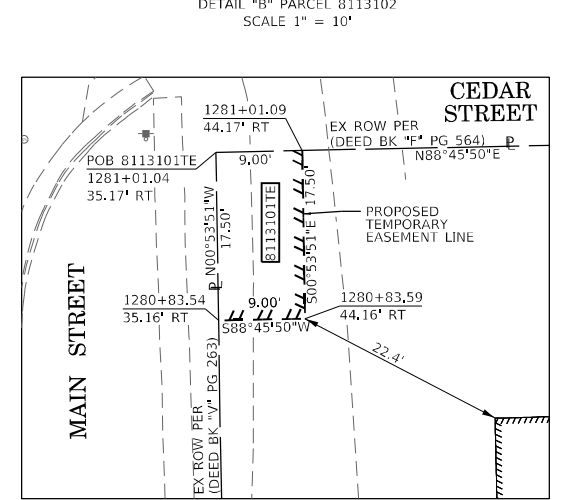 DETAIL "B" PARCEL 8113102
SCALE 1" = 10'
CEDAR
STREET
1281+01.09
44.17' RT
EX ROW PER
(DEED BK "F" PG 564)
N88°45'50"E
PL
POB 8113101TE
1281+01.04
35.17' RT
9.00'
N00°53'51"W
17.50'
8113101TE
17.50'
S00°53'51"E
PROPOSED
TEMPORARY
EASEMENT LINE
PL
MAIN STREET
1280+83.54
35.16' RT
9.00'
S88°45'50"W
1280+83.59
44.16' RT
22.4'
EX ROW PER
(DEED BK "V" PG 263)